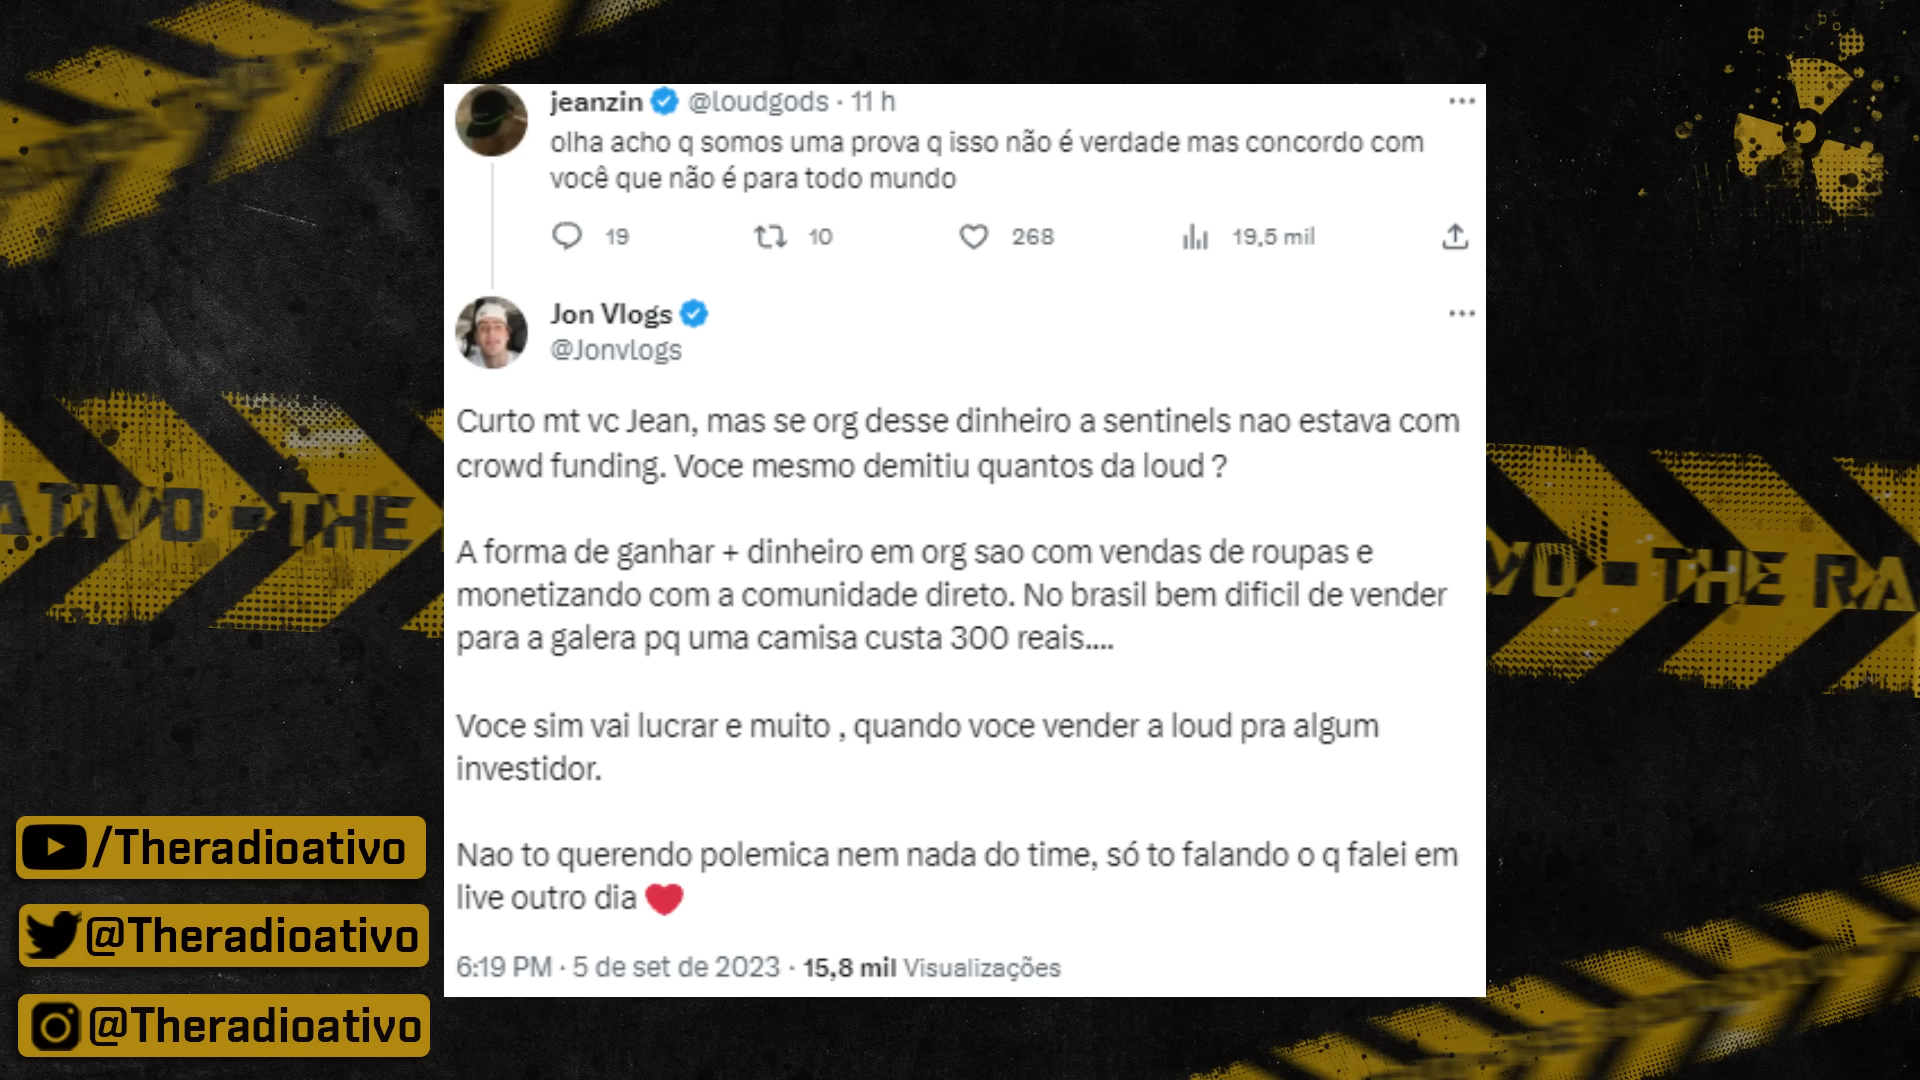 jeanzin @loudgods · 11 h
olha acho q somos uma prova q isso não é verdade mas concordo com
você que não é para todo mundo
19 10 268 19,5 mil
Jon Vlogs
@Jonvlogs
Curto mt vc Jean, mas se org desse dinheiro a sentinels nao estava com
crowd funding. Voce mesmo demitiu quantos da loud ?
A forma de ganhar + dinheiro em org sao com vendas de roupas e
monetizando com a comunidade direto. No brasil bem dificil de vender
para a galera pq uma camisa custa 300 reais....
Voce sim vai lucrar e muito , quando voce vender a loud pra algum
investidor.
Nao to querendo polemica nem nada do time, só to falando o q falei em
live outro dia ❤️
6:19 PM · 5 de set de 2023 · 15,8 mil Visualizações
ATIVO - THE
IVO - THE RA
/Theradioativo
@Theradioativo
@Theradioativo